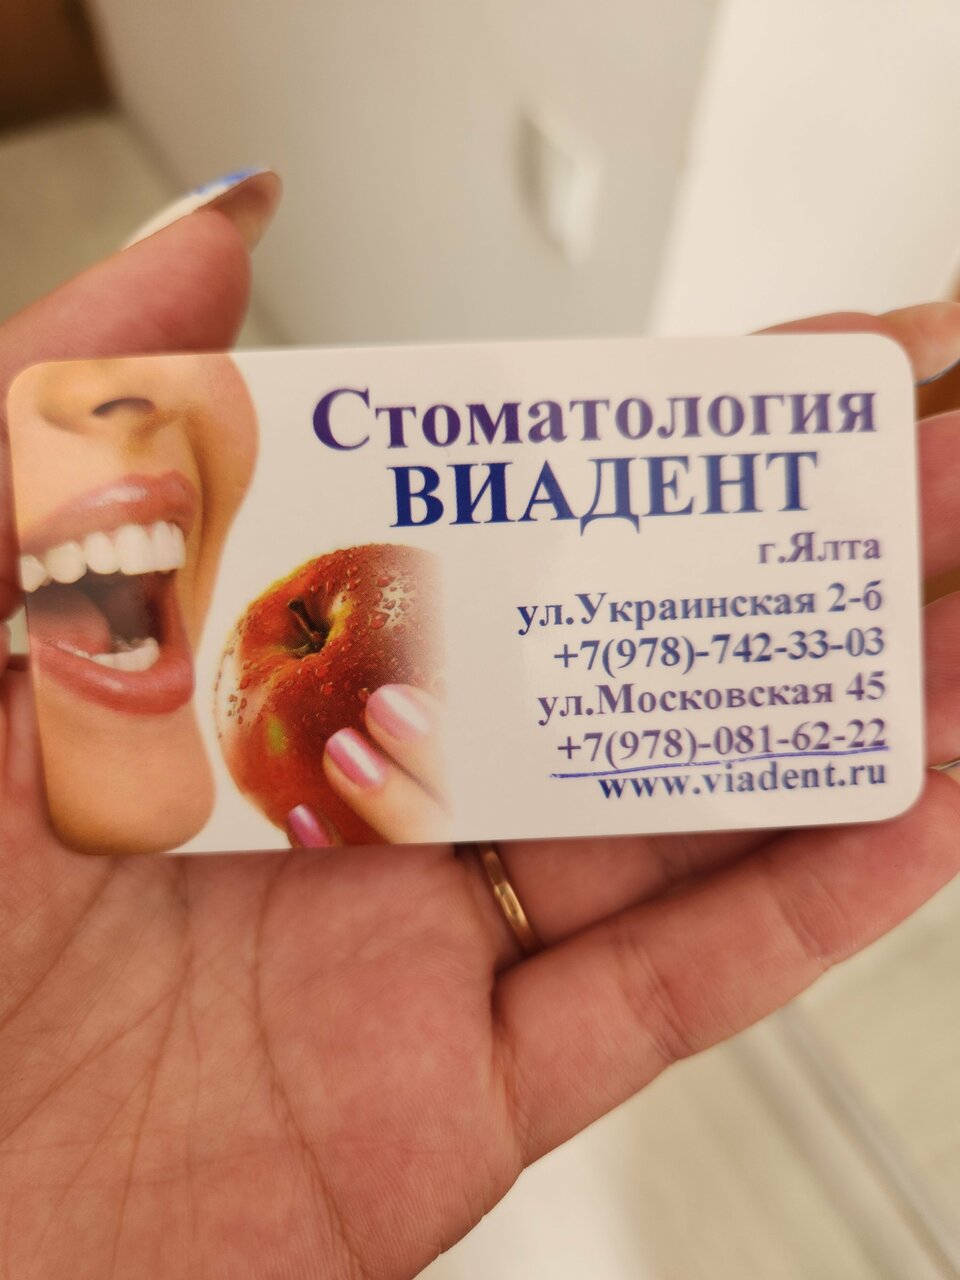 Стоматология
ВИАДЕНТ
г.Ялта
ул.Украинская 2-б
+7(978)-742-33-03
ул.Московская 45
+7(978)-081-62-22
www.viadent.ru